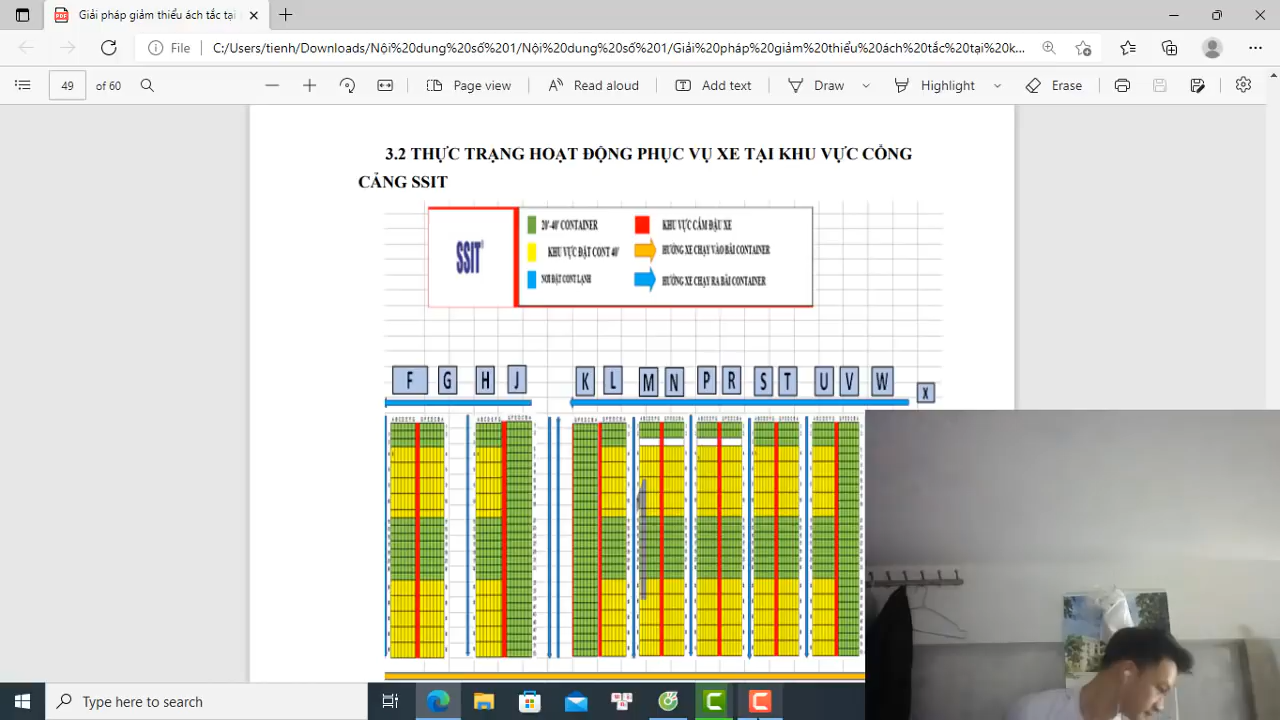 Giải pháp giảm thiểu ách tắc tại
File
C:/Users/tienh/Downloads/Nội%20dung%20số%201/Nội%20dung%20số%201/Giải%20pháp%20giảm%20thiểu%20ách%20tắc%20tại%20k...
49 of 60
Page view
Read aloud
Add text
Draw
Highlight
Erase
3.2 THỰC TRẠNG HOẠT ĐỘNG PHỤC VỤ XE TẠI KHU VỰC CỔNG
CẢNG SSIT
SSIT
20'-40' CONTAINER
KHU VỰC CẤM ĐẬU XE
KHU VỰC ĐẶT CONT 40'
HƯỚNG XE CHẠY VÀO BÃI CONTAINER
NƠI ĐẶT CONT LẠNH
HƯỚNG XE CHẠY RA BÃI CONTAINER
F G H J K L M N P R S T U V W X
Type here to search